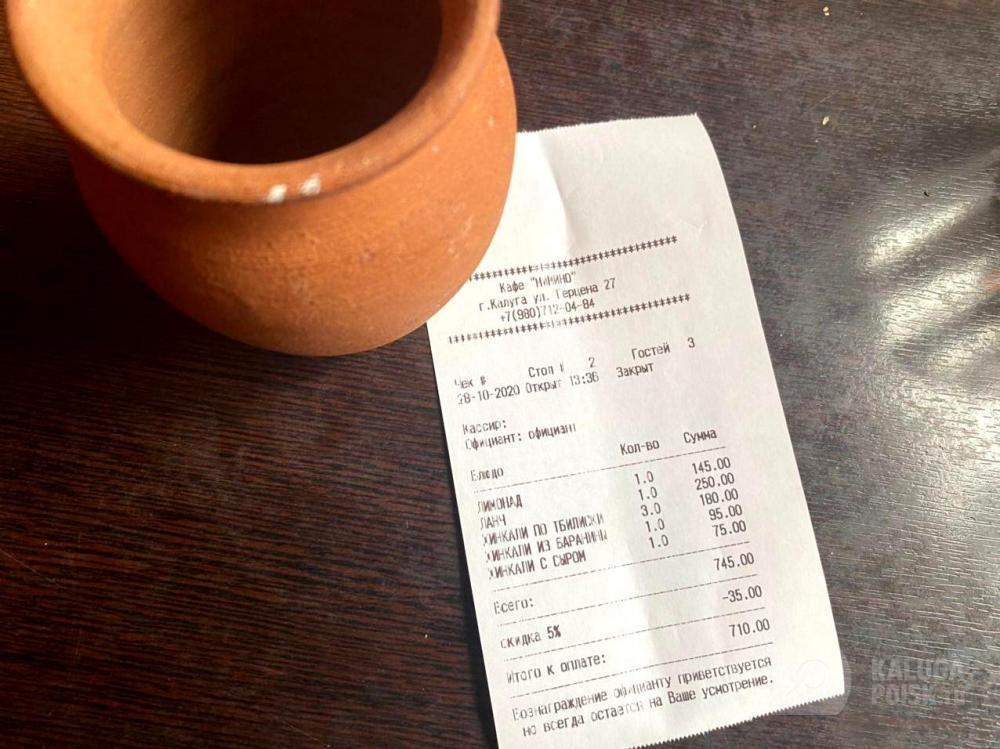 Кафе "МИМИНО"
г.Калуга ул. Герцена 27
+7(980)712-04-84
Чек # Стол # 2 Гостей 3
28-10-2020 Открыт 13:36 Закрыт
Кассир:
Официант: официант
Блюдо Кол-во Сумма
ЛИМОНАД 1.0 145.00
ЛАНЧ 1.0 250.00
ХИНКАЛИ ПО ТБИЛИСКИ 3.0 180.00
ХИНКАЛИ ИЗ БАРАНИНЫ 1.0 95.00
ХИНКАЛИ С СЫРОМ 1.0 75.00
Всего: 745.00
скидка 5% -35.00
Итого к оплате: 710.00
Вознаграждение официанту приветствуется
но всегда остается на Ваше усмотрение.
KALUGA
POISK.RU